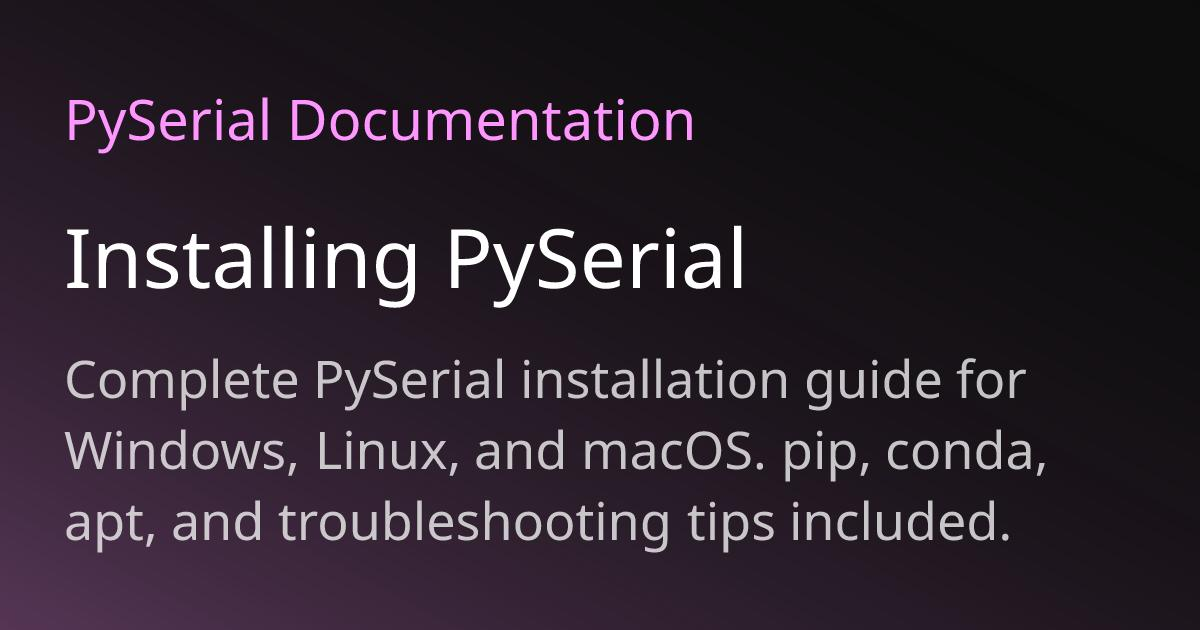 PySerial Documentation
Installing PySerial
Complete PySerial installation guide for
Windows, Linux, and macOS. pip, conda,
apt, and troubleshooting tips included.